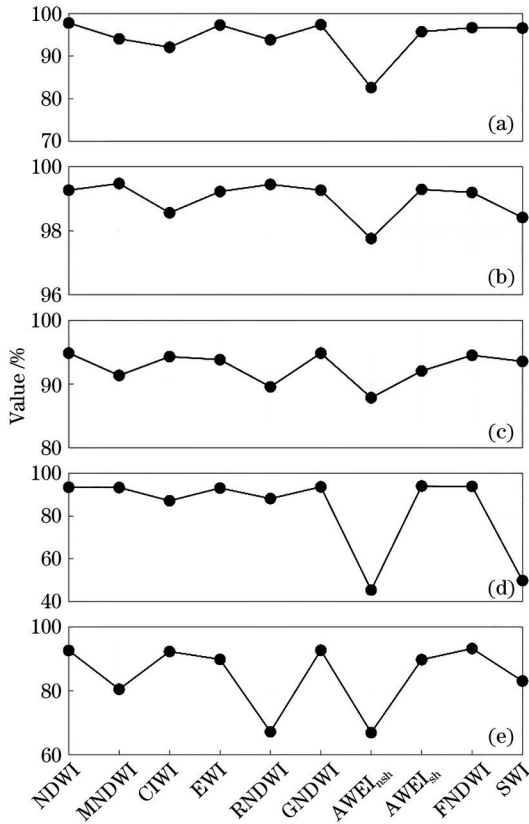 100
90
80
70
(a)
100
98
96
(b)
100
90
80
(c)
Value /%
100
80
60
40
(d)
100
80
60
(e)
NDWI
MNDWI
CIWI
EWI
RNDWI
GNDWI
AWEInsh
AWEIsh
FNDWI
SWI